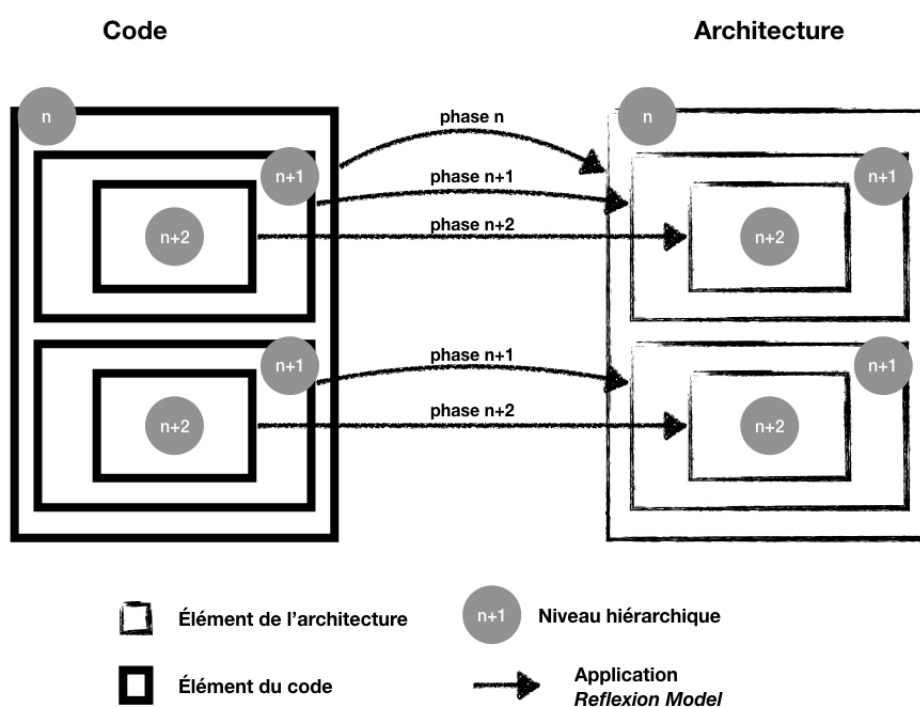 Code
Architecture
n
phase n
n
n+1
phase n+1
n+1
n+2
phase n+2
n+2
n+1
phase n+1
n+1
n+2
phase n+2
n+2
Élément de l'architecture
n+1
Niveau hiérarchique
Élément du code
Application
Reflexion Model